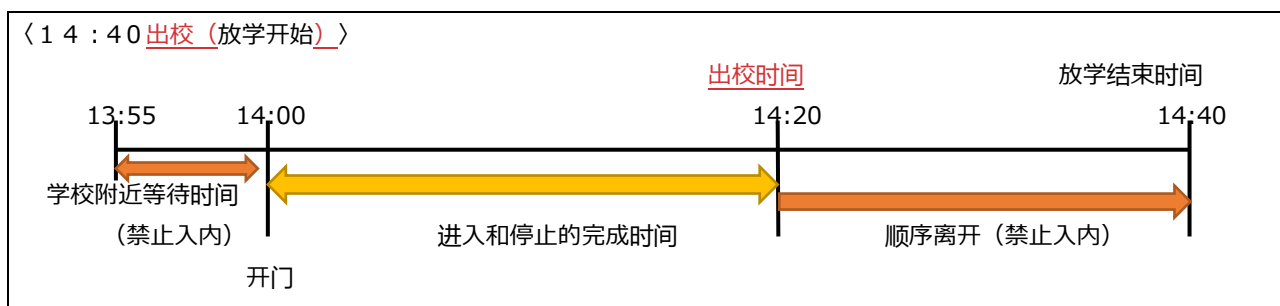 〈１４：４０出校（放学开始）〉
出校时间 放学结束时间
13:55 14:00 14:20 14:40
学校附近等待时间
（禁止入内） 进入和停止的完成时间 顺序离开（禁止入内）
开门